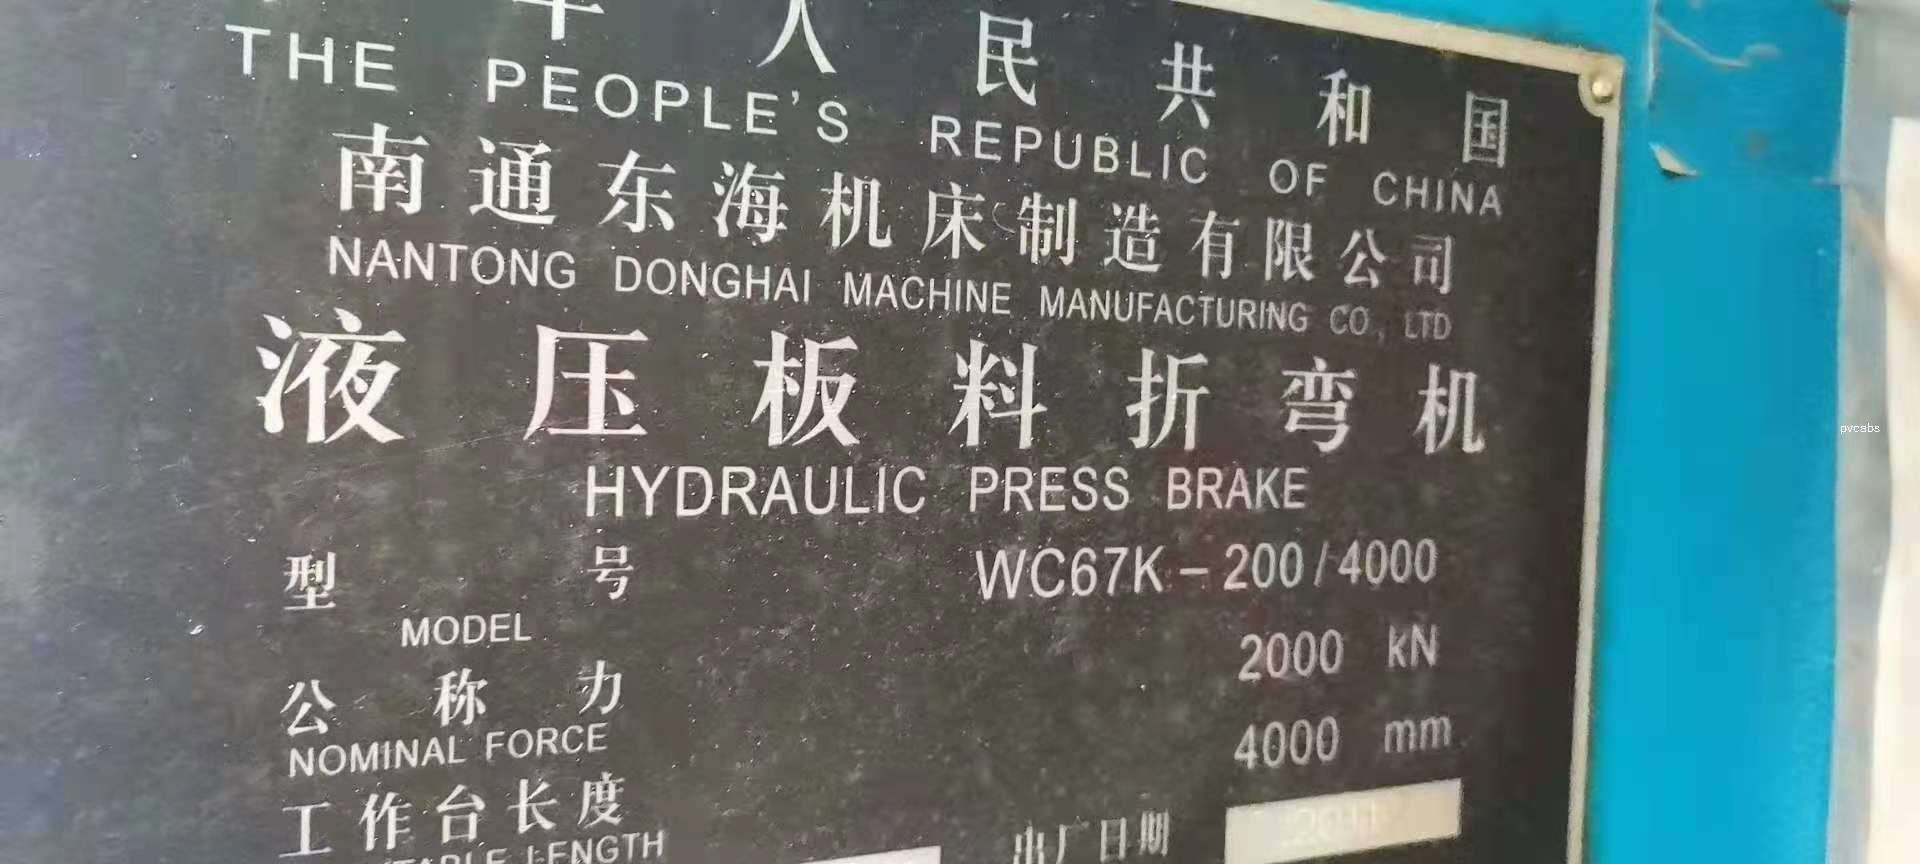 华人民共和国
THE PEOPLE'S REPUBLIC OF CHINA
南通东海机床制造有限公司
NANTONG DONGHAI MACHINE MANUFACTURING CO., LTD
液压板料折弯机
HYDRAULIC PRESS BRAKE
型号 WC67K-200/4000
MODEL
公称力 2000 kN
NOMINAL FORCE
工作台长度 4000 mm
TABLE LENGTH
出厂日期
pvcabs